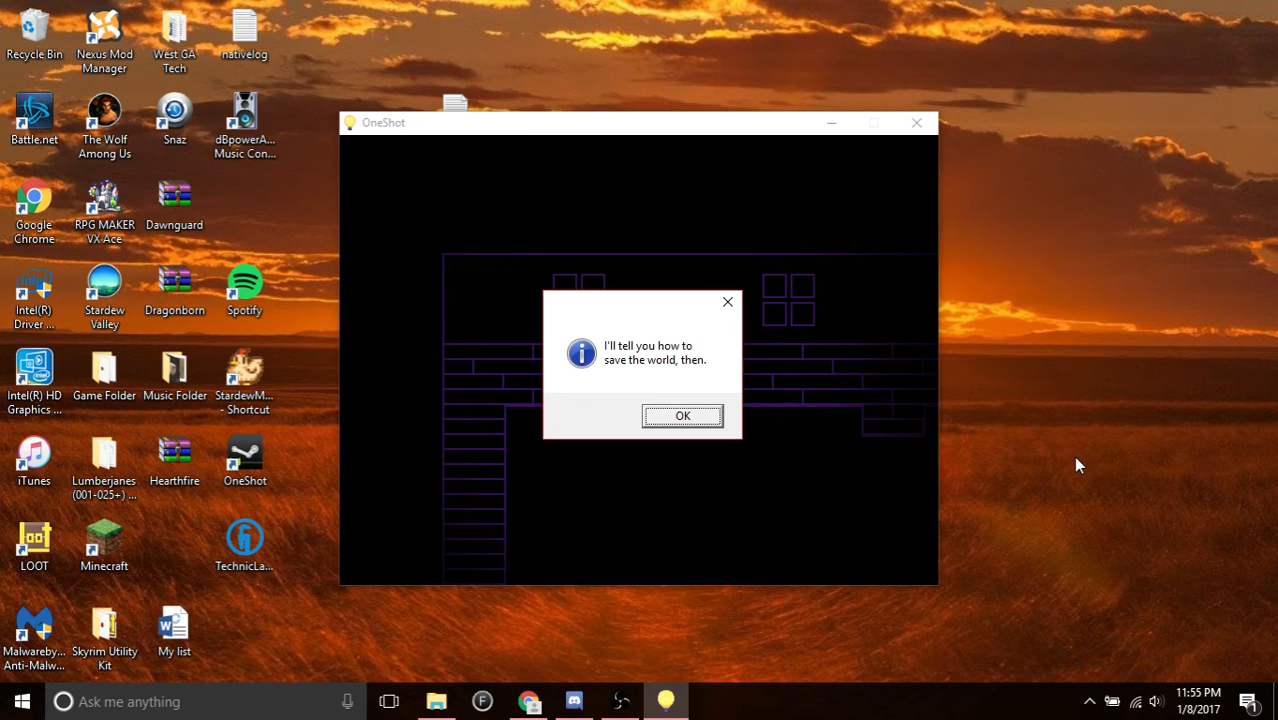 Recycle Bin
Nexus Mod
Manager
West GA
Tech
nativelog
Battle.net
The Wolf
Among Us
Snaz
dBpowerA...
Music Con...
Google
Chrome
RPG MAKER
VX Ace
Dawnguard
Intel(R)
Driver ...
Stardew
Valley
Dragonborn
Spotify
Intel(R) HD
Graphics ...
Game Folder
Music Folder
StardewM...
- Shortcut
iTunes
Lumberjanes
(001-025+) ...
Hearthfire
OneShot
LOOT
Minecraft
TechnicLa...
Malwareby...
Anti-Malw...
Skyrim Utility
Kit
My list
OneShot
I'll tell you how to
save the world, then.
OK
Ask me anything
11:55 PM
1/8/2017
1